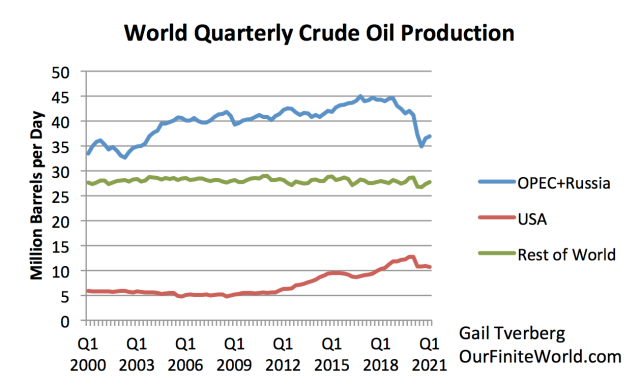 World Quarterly Crude Oil Production
Million Barrels per Day
50
45
40
35
30
25
20
15
10
5
0
Q1 Q1 Q1 Q1 Q1 Q1 Q1 Q1
2000 2003 2006 2009 2012 2015 2018 2021
OPEC+Russia
USA
Rest of World
Gail Tverberg
OurFiniteWorld.com